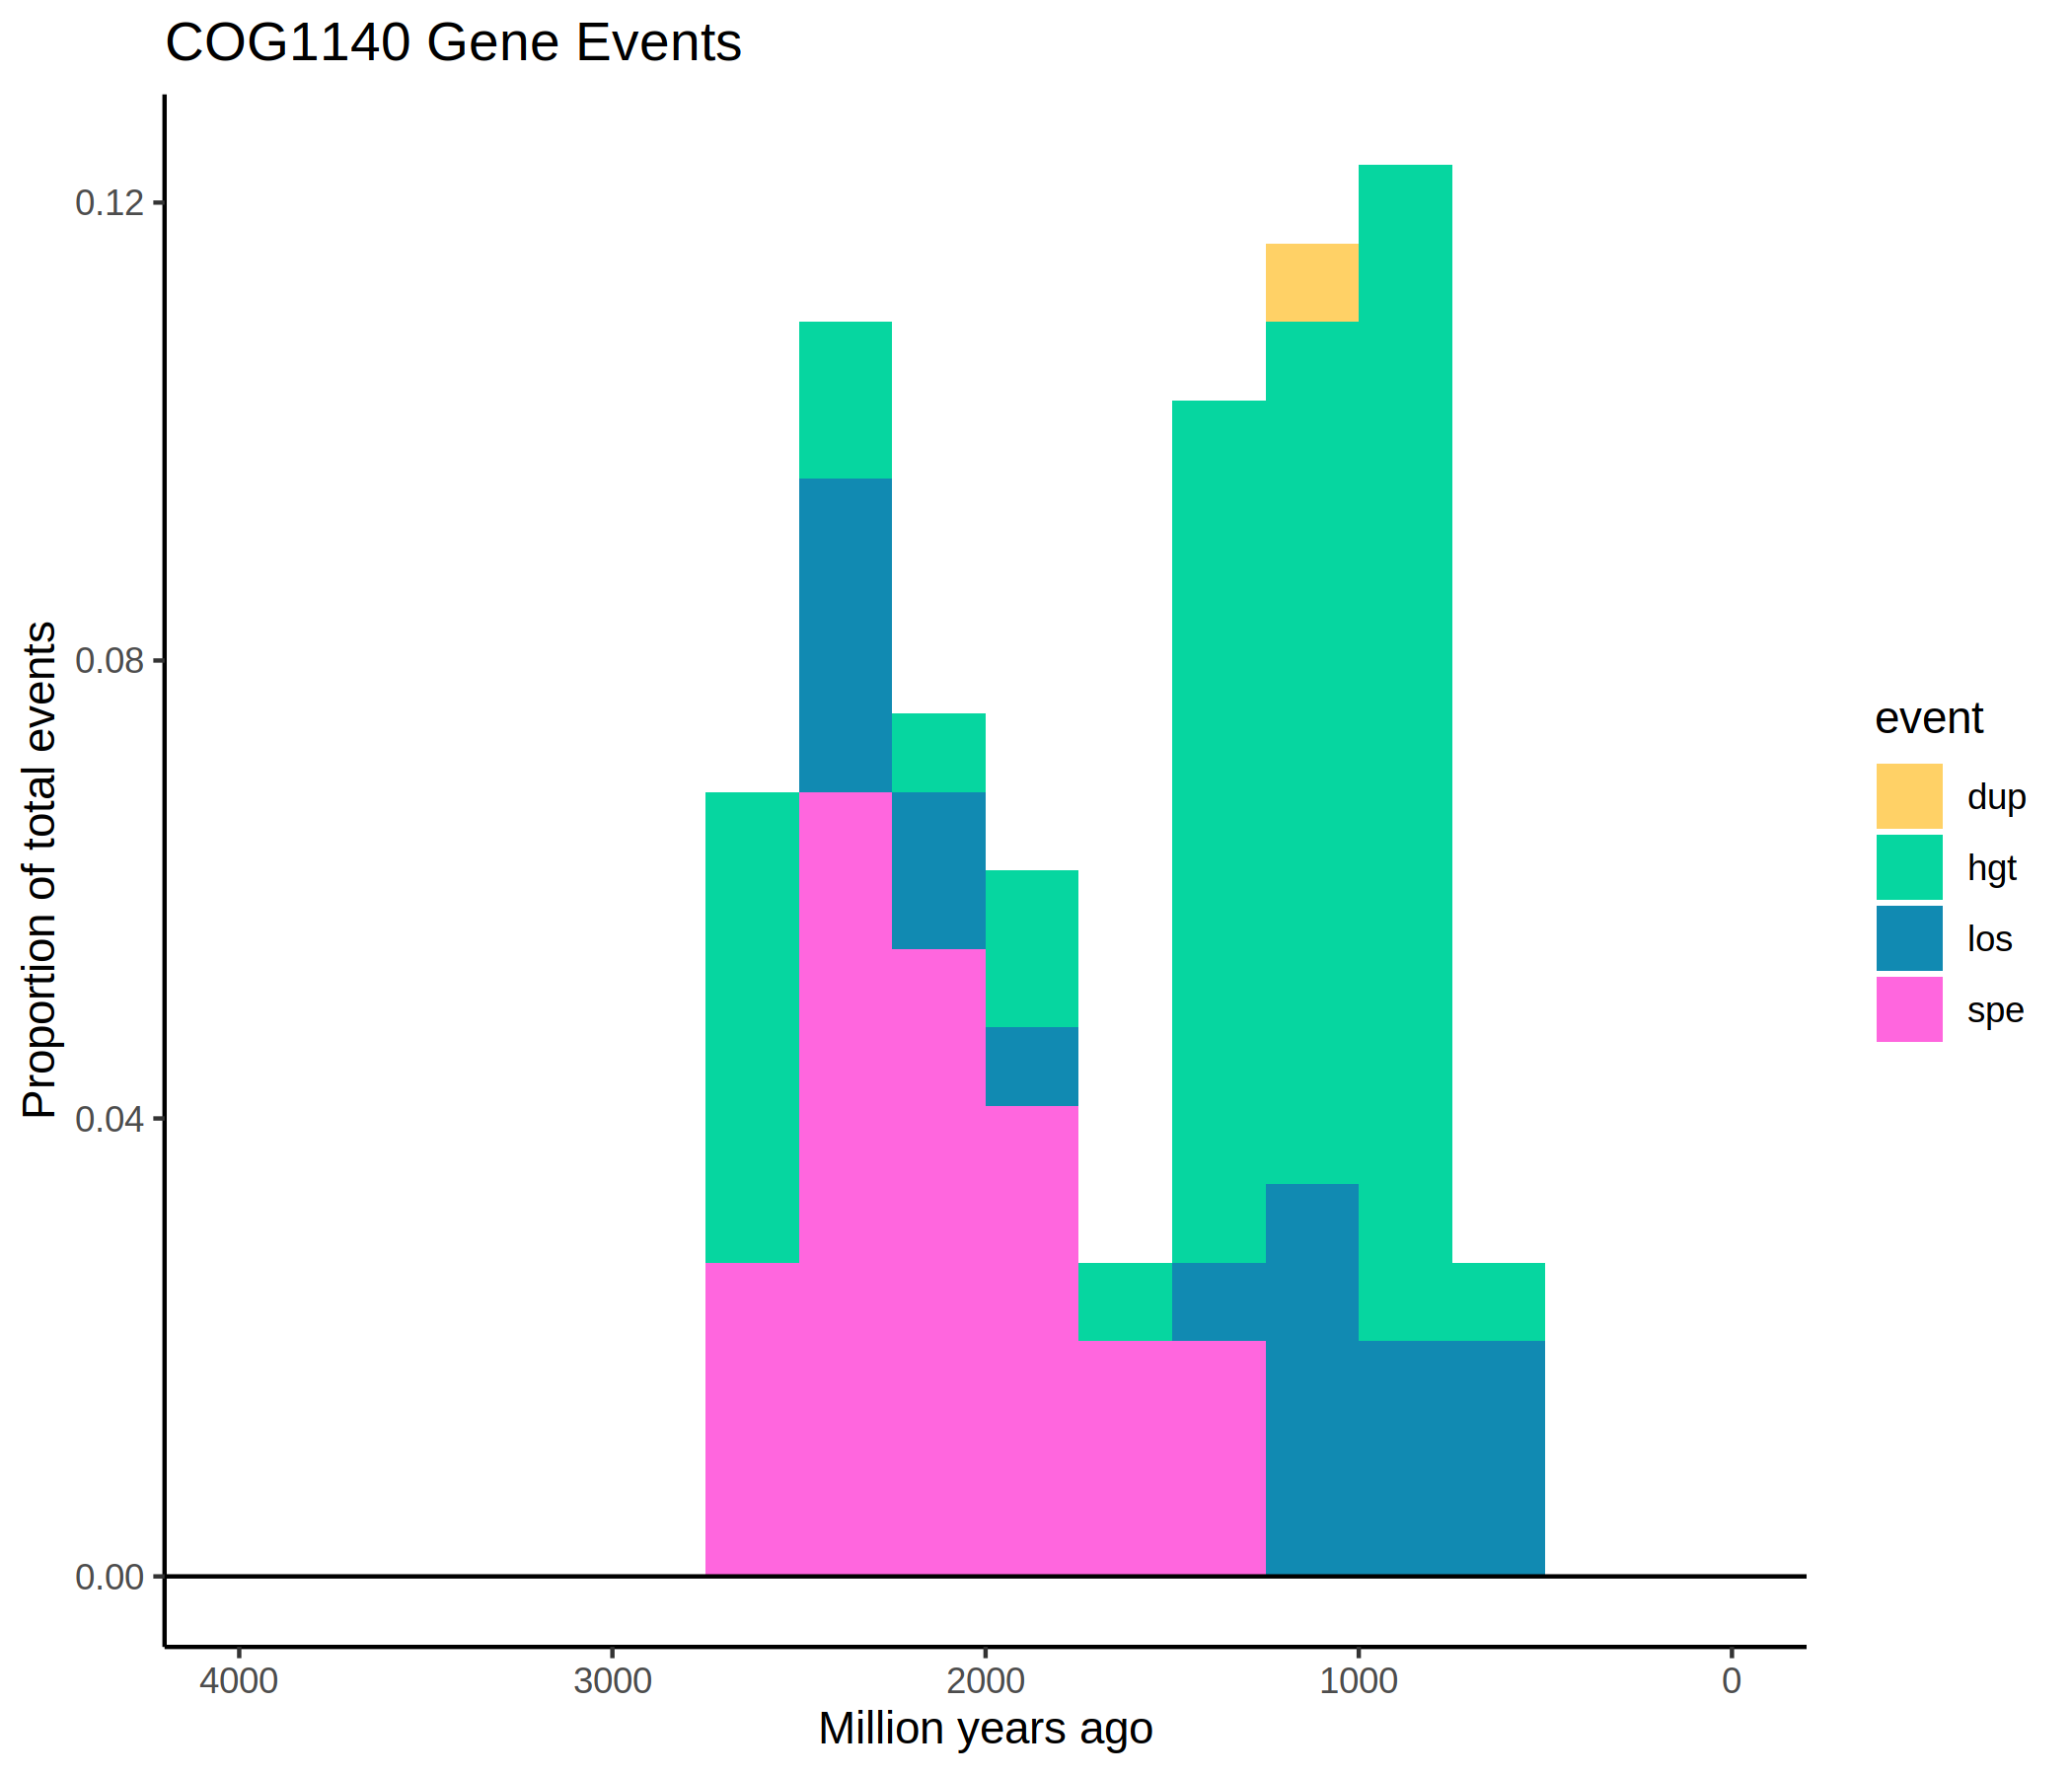 COG1140 Gene Events
0.12
0.08
0.04
0.00
Proportion of total events
4000 3000 2000 1000 0
Million years ago
event
dup
hgt
los
spe